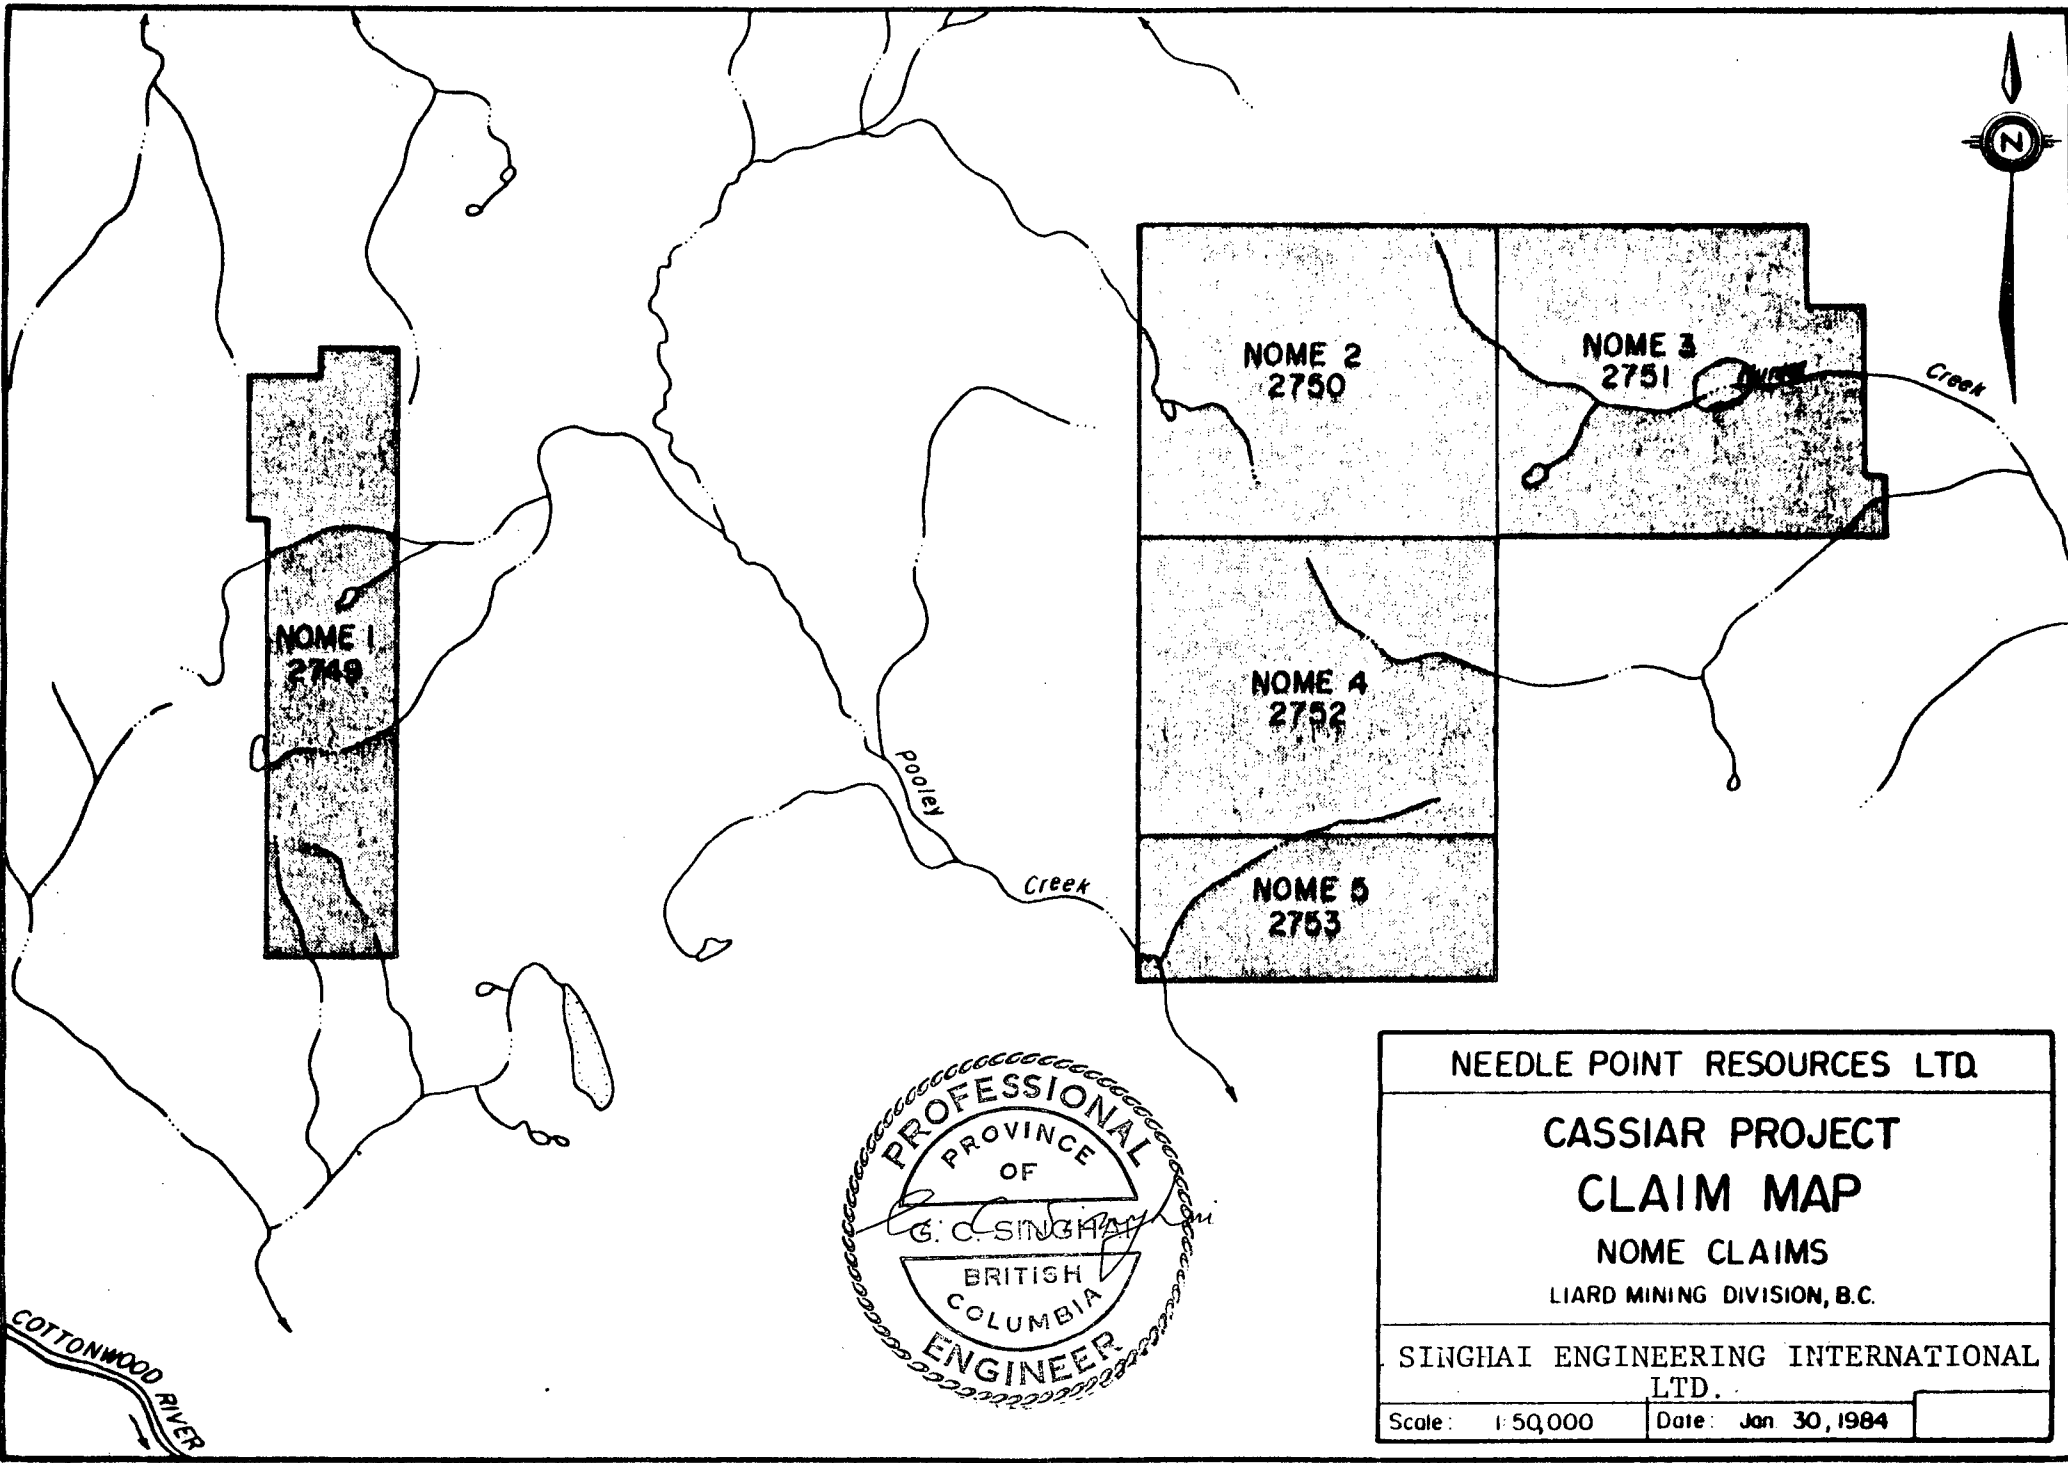 N
NOME 2
2750
NOME 3
2751
Creek
NOME 1
2749
NOME 4
2752
Pooley
Creek
NOME 5
2753
COTTONWOOD RIVER
PROFESSIONAL
PROVINCE
OF
G. C. SINGHAI
BRITISH
COLUMBIA
ENGINEER
NEEDLE POINT RESOURCES LTD.
CASSIAR PROJECT
CLAIM MAP
NOME CLAIMS
LIARD MINING DIVISION, B.C.
SINGHAI ENGINEERING INTERNATIONAL
LTD.
Scale: 1:50,000
Date: Jan. 30, 1984